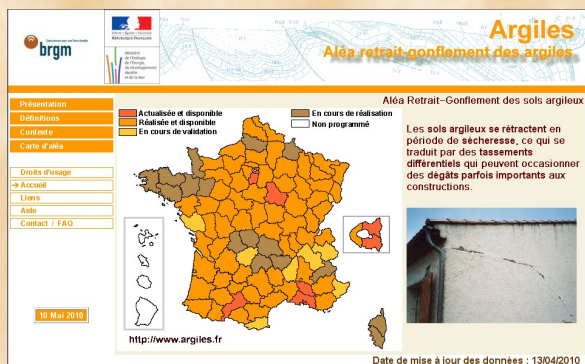 Argiles
Aléa retrait-gonflement des argiles
brgm
RÉPUBLIQUE FRANÇAISE
Aléa Retrait-Gonflement des sols argileux
Présentation
Définitions
Contexte
Carte d'aléa
Droits d'usage
→ Accueil
Liens
Aide
Contact / FAQ
10 Mai 2010
Actualisée et disponible
Réalisée et disponible
En cours de validation
En cours de réalisation
Non programmé
http://www.argiles.fr
Les sols argileux se rétractent en
période de sécheresse, ce qui se
traduit par des tassements
différentiels qui peuvent occasionner
des dégâts parfois importants aux
constructions.
Date de mise à jour des données : 13/04/2010